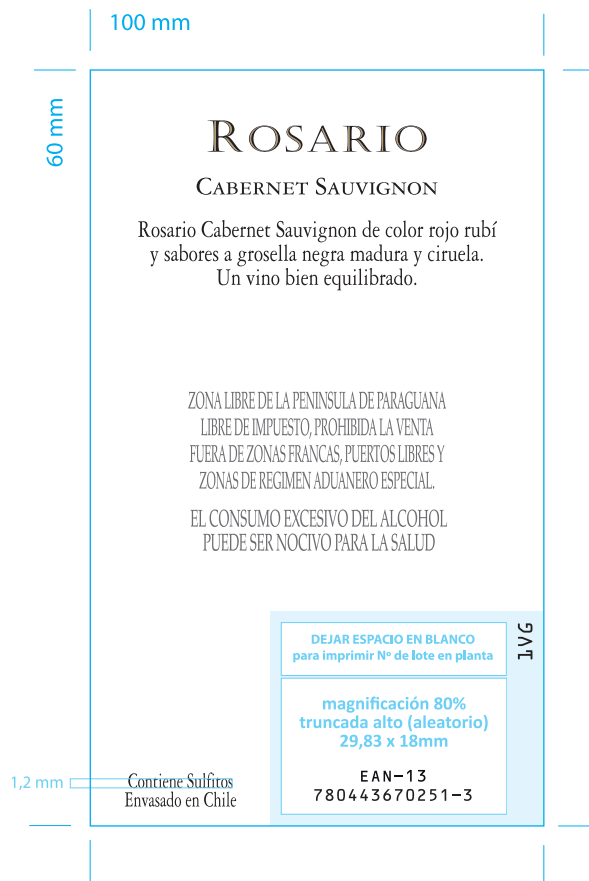 100 mm
60 mm
ROSARIO
CABERNET SAUVIGNON
Rosario Cabernet Sauvignon de color rojo rubí
y sabores a grosella negra madura y ciruela.
Un vino bien equilibrado.
ZONA LIBRE DE LA PENINSULA DE PARAGUANA
LIBRE DE IMPUESTO, PROHIBIDA LA VENTA
FUERA DE ZONAS FRANCAS, PUERTOS LIBRES Y
ZONAS DE REGIMEN ADUANERO ESPECIAL.
EL CONSUMO EXCESIVO DEL ALCOHOL
PUEDE SER NOCIVO PARA LA SALUD
DEJAR ESPACIO EN BLANCO
para imprimir Nº de lote en planta
1VG
magnificación 80%
truncada alto (aleatorio)
29,83 x 18mm
EAN-13
780443670251-3
1,2 mm
Contiene Sulfitos
Envasado en Chile